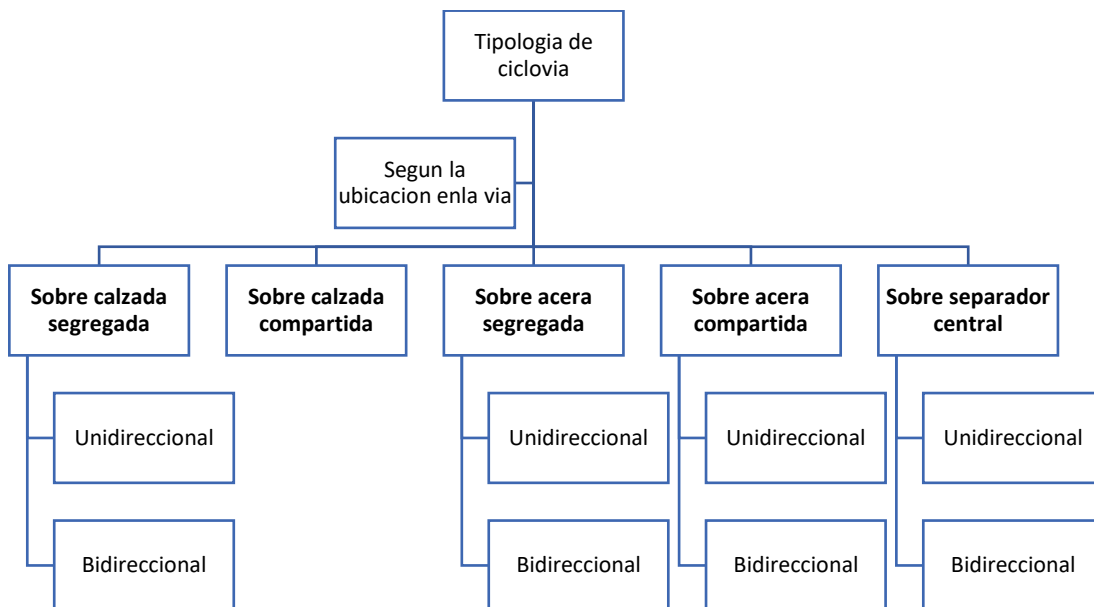 Tipologia de
ciclovia
Segun la
ubicacion enla via
Sobre calzada
segregada
Sobre calzada
compartida
Sobre acera
segregada
Sobre acera
compartida
Sobre separador
central
Unidireccional
Unidireccional
Unidireccional
Unidireccional
Bidireccional
Bidireccional
Bidireccional
Bidireccional